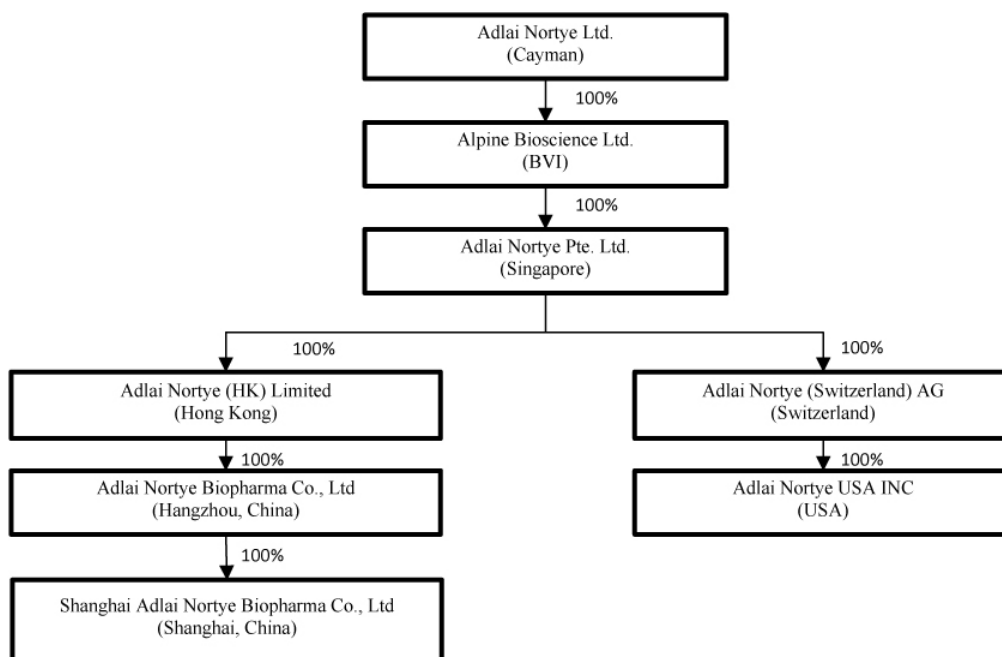 Adlai Nortye Ltd.
(Cayman)
100%
Alpine Bioscience Ltd.
(BVI)
100%
Adlai Nortye Pte. Ltd.
(Singapore)
100%
100%
Adlai Nortye (HK) Limited
(Hong Kong)
Adlai Nortye (Switzerland) AG
(Switzerland)
100%
100%
Adlai Nortye Biopharma Co., Ltd
(Hangzhou, China)
Adlai Nortye USA INC
(USA)
100%
Shanghai Adlai Nortye Biopharma Co., Ltd
(Shanghai, China)